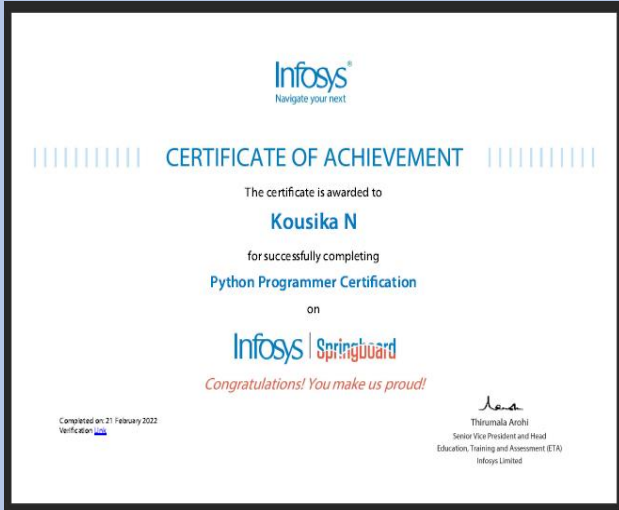 Infosys®
Navigate your next
CERTIFICATE OF ACHIEVEMENT
The certificate is awarded to
Kousika N
for successfully completing
Python Programmer Certification
on
Infosys | Springboard
Congratulations! You make us proud!
Completed on: 21 February 2022
Verification Link
Thirumala Arohi
Senior Vice President and Head
Education, Training and Assessment (ETA)
Infosys Limited